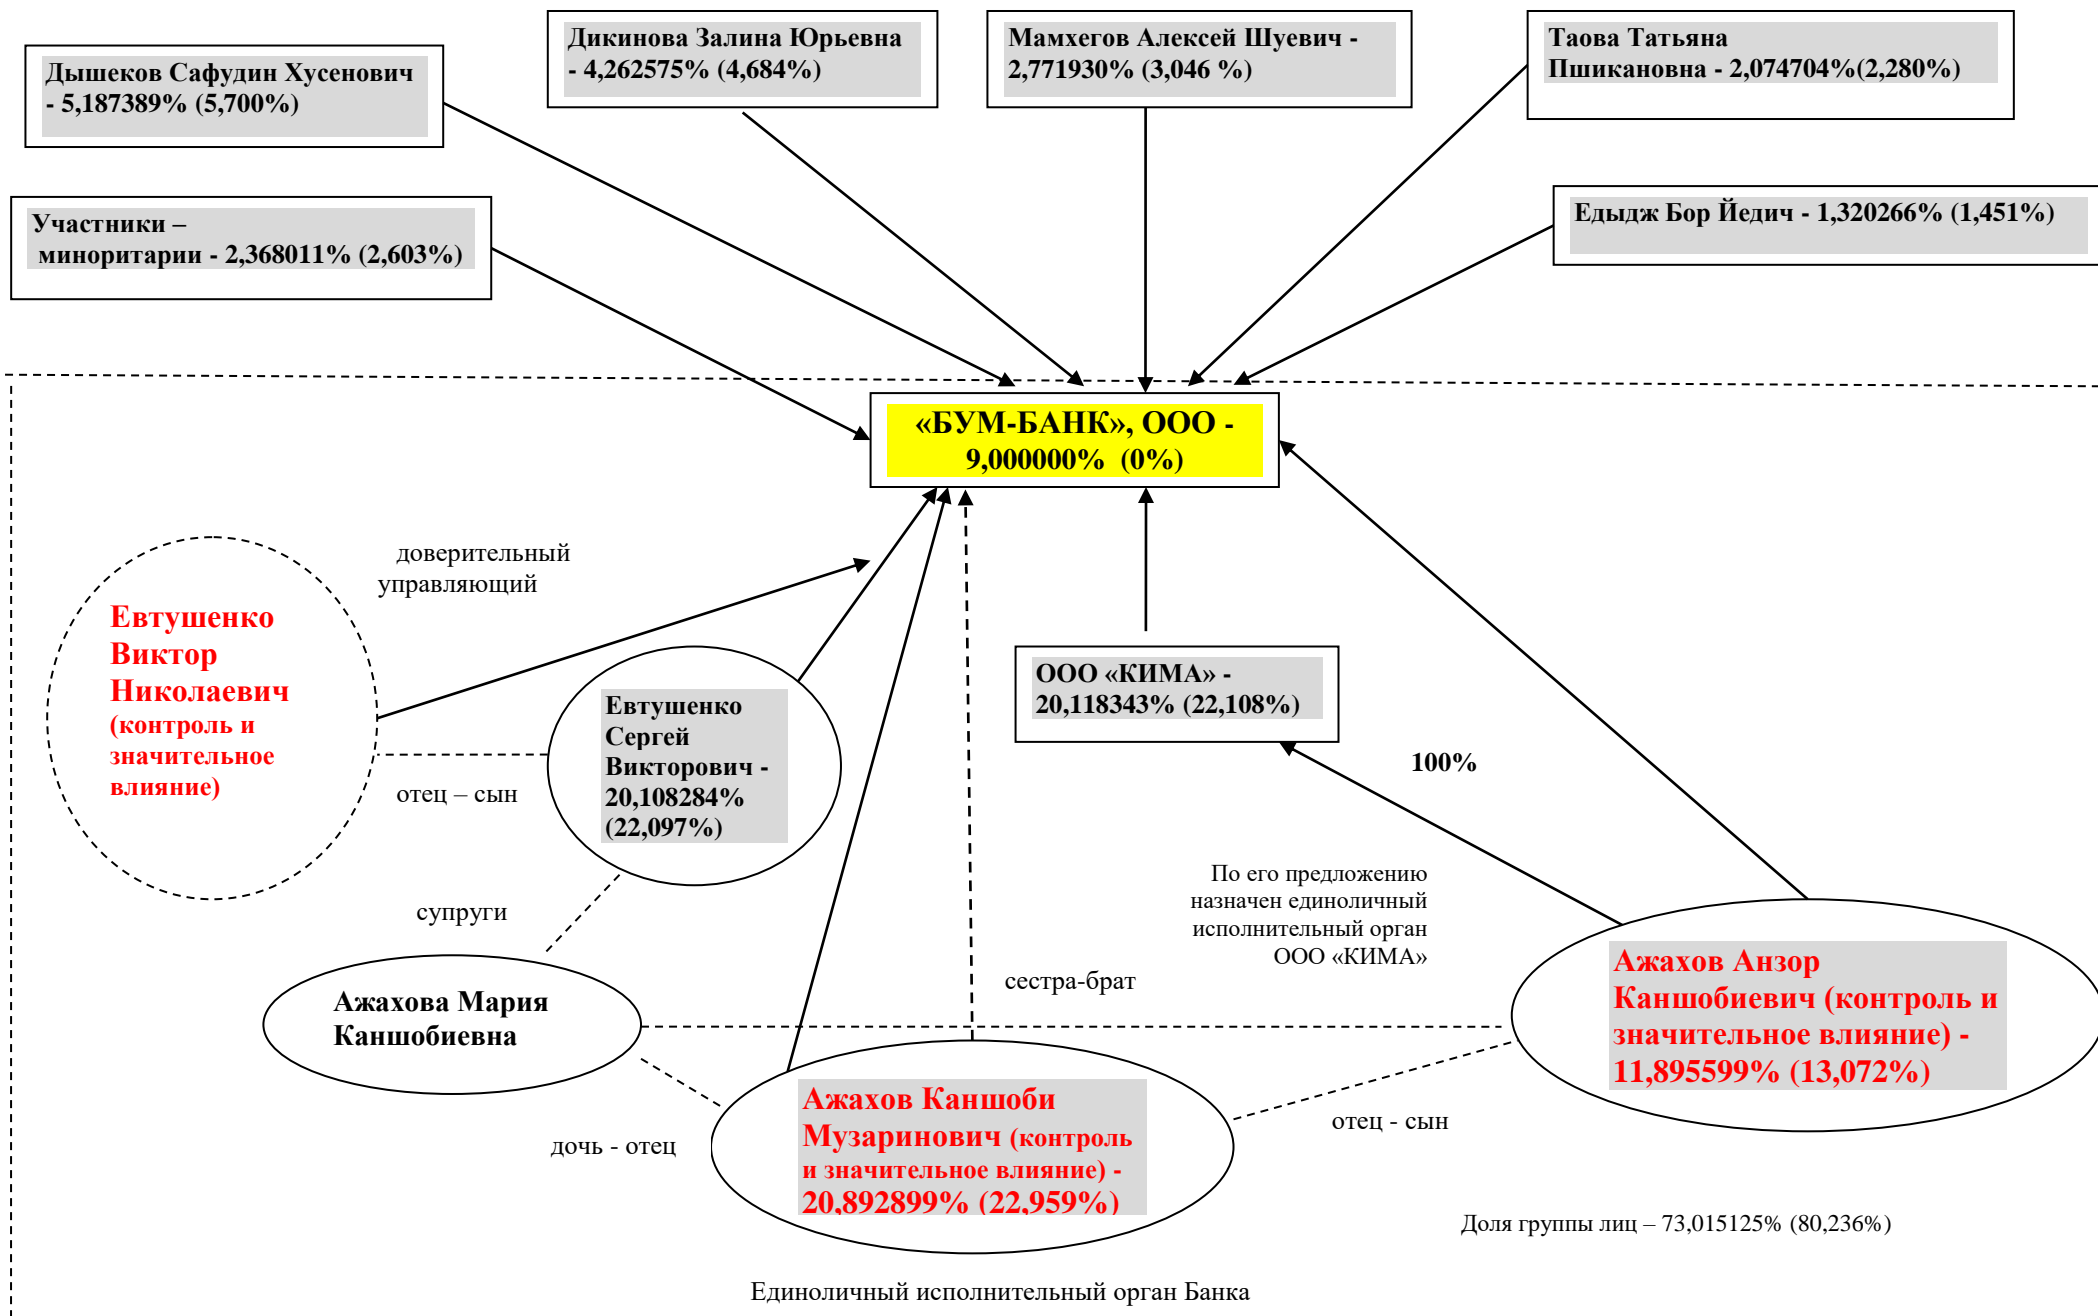 Дышеков Сафудин Хусенович
- 5,187389% (5,700%)
Дикинова Залина Юрьевна
- 4,262575% (4,684%)
Мамхегов Алексей Шуевич -
2,771930% (3,046 %)
Таова Татьяна
Пшикановна - 2,074704%(2,280%)
Участники –
миноритарии - 2,368011% (2,603%)
Едыдж Бор Йедич - 1,320266% (1,451%)
«БУМ-БАНК», ООО -
9,000000% (0%)
доверительный
управляющий
Евтушенко
Виктор
Николаевич
(контроль и
значительное
влияние)
отец – сын
Евтушенко
Сергей
Викторович -
20,108284%
(22,097%)
ООО «КИМА» -
20,118343% (22,108%)
100%
супруги
По его предложению
назначен единоличный
исполнительный орган
ООО «КИМА»
сестра-брат
Ажахова Мария
Каншобиевна
Ажахов Анзор
Каншобиевич (контроль и
значительное влияние) -
11,895599% (13,072%)
дочь - отец
Ажахов Каншоби
Музаринович (контроль
и значительное влияние) -
20,892899% (22,959%)
отец - сын
Доля группы лиц – 73,015125% (80,236%)
Единоличный исполнительный орган Банка